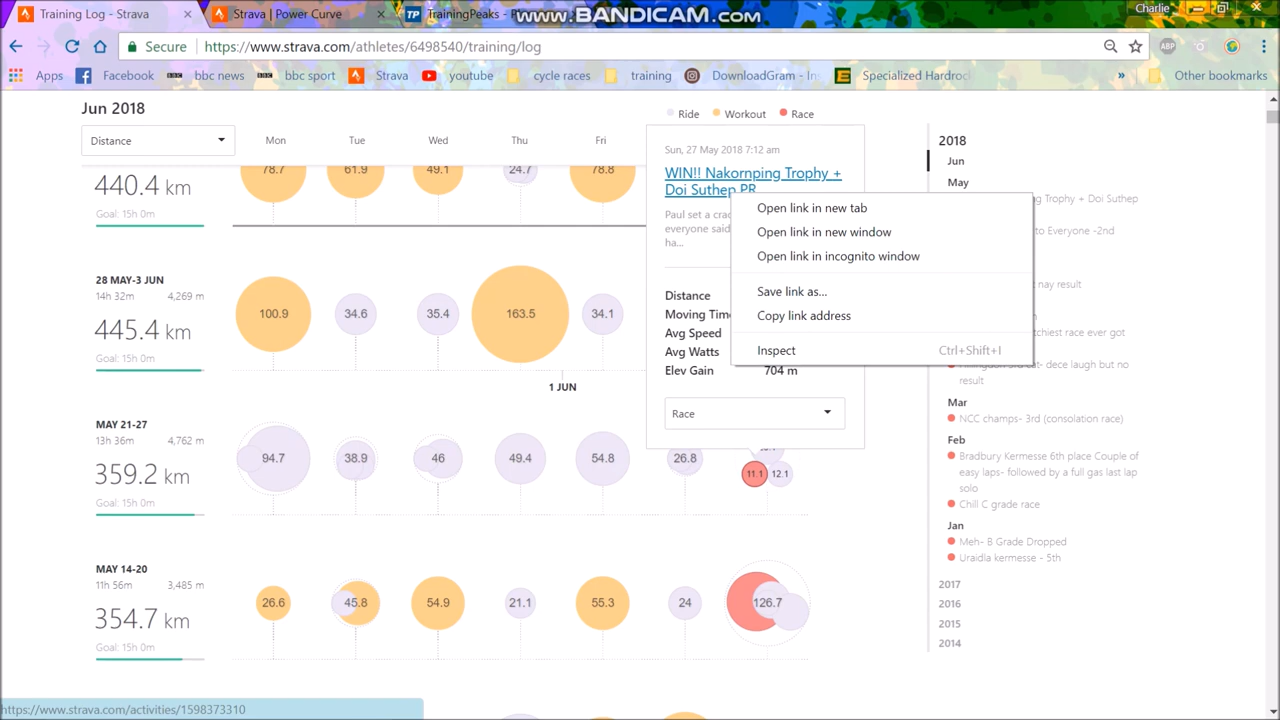 Training Log - Strava
Strava | Power Curve
TrainingPeaks - P
www.BANDICAM.com
Charlie
Secure
https://www.strava.com/athletes/6498540/training/log
ABP
Apps
Facebook
bbc news
bbc sport
Strava
youtube
cycle races
training
DownloadGram - In
Specialized Hardroc
»
Other bookmarks
Jun 2018
Distance
Mon
Tue
Wed
Thu
Fri
Ride
Workout
Race
440.4 km
Goal: 15h 0m
78.7
61.9
49.1
24.7
78.8
28 MAY-3 JUN
14h 32m 4,269 m
445.4 km
Goal: 15h 0m
100.9
34.6
35.4
163.5
34.1
1 JUN
MAY 21-27
13h 36m 4,762 m
359.2 km
Goal: 15h 0m
94.7
38.9
46
49.4
54.8
26.8
11.1
12.1
MAY 14-20
11h 56m 3,485 m
354.7 km
Goal: 15h 0m
26.6
45.8
54.9
21.1
55.3
24
126.7
Sun, 27 May 2018 7:12 am
WIN!! Nakornping Trophy +
Doi Suthep PR
Paul set a crac
everyone said
ha...
Distance
Moving Time
Avg Speed
Avg Watts
Elev Gain 704 m
Race
Open link in new tab
Open link in new window
Open link in incognito window
Save link as...
Copy link address
Inspect Ctrl+Shift+I
2018
Jun
May
g Trophy + Doi Suthep
to Everyone -2nd
nay result
tchiest race ever got
3rd cat- dece laugh but no
result
Mar
NCC champs- 3rd (consolation race)
Feb
Bradbury Kermesse 6th place Couple of
easy laps- followed by a full gas last lap
solo
Chill C grade race
Jan
Meh- B Grade Dropped
Uraidla kermesse - 5th
2017
2016
2015
2014
https://www.strava.com/activities/1598373310